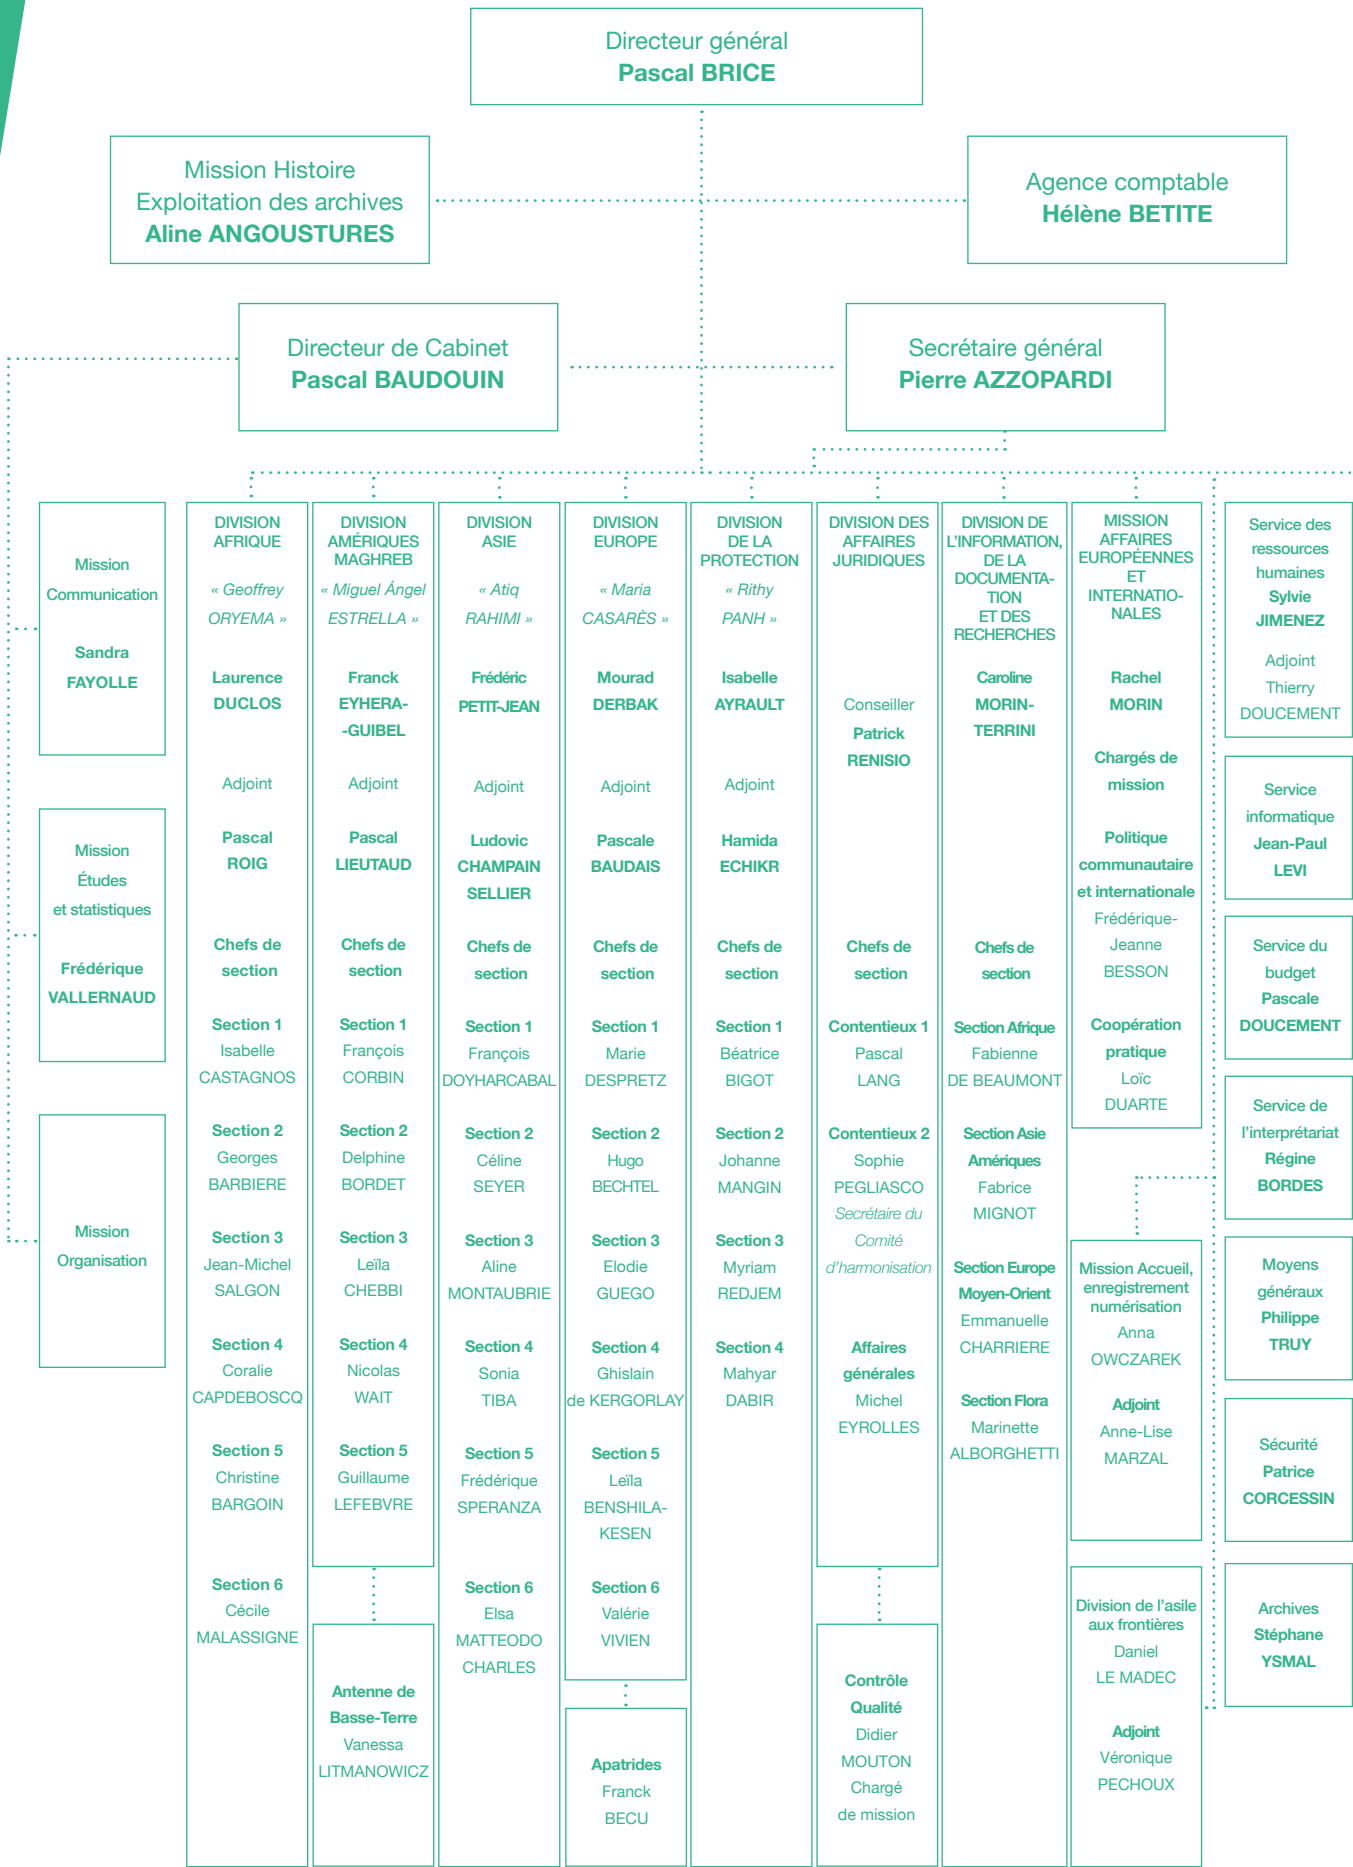 Directeur général
Pascal BRICE
Mission Histoire
Exploitation des archives
Aline ANGOUSTURES
Agence comptable
Hélène BETITE
Directeur de Cabinet
Pascal BAUDOUIN
Secrétaire général
Pierre AZZOPARDI
Mission
Communication
Sandra
FAYOLLE
Mission
Études
et statistiques
Frédérique
VALLERNAUD
Mission
Organisation
DIVISION
AFRIQUE
« Geoffrey
ORYEMA »
Laurence
DUCLOS
Adjoint
Pascal
ROIG
Chefs de
section
Section 1
Isabelle
CASTAGNOS
Section 2
Georges
BARBIERE
Section 3
Jean-Michel
SALGON
Section 4
Coralie
CAPDEBOSCQ
Section 5
Christine
BARGOIN
Section 6
Cécile
MALASSIGNE
DIVISION
AMÉRIQUES
MAGHREB
« Miguel Ángel
ESTRELLA »
Franck
EYHERA-
-GUIBEL
Adjoint
Pascal
LIEUTAUD
Chefs de
section
Section 1
François
CORBIN
Section 2
Delphine
BORDET
Section 3
Leïla
CHEBBI
Section 4
Nicolas
WAIT
Section 5
Guillaume
LEFEBVRE
Antenne de
Basse-Terre
Vanessa
LITMANOWICZ
DIVISION
ASIE
« Atiq
RAHIMI »
Frédéric
PETIT-JEAN
Adjoint
Ludovic
CHAMPAIN
SELLIER
Chefs de
section
Section 1
François
DOYHARCABAL
Section 2
Céline
SEYER
Section 3
Aline
MONTAUBRIE
Section 4
Sonia
TIBA
Section 5
Frédérique
SPERANZA
Section 6
Elsa
MATTEODO
CHARLES
DIVISION
EUROPE
« Maria
CASARÈS »
Mourad
DERBAK
Adjoint
Pascale
BAUDAIS
Chefs de
section
Section 1
Marie
DESPRETZ
Section 2
Hugo
BECHTEL
Section 3
Elodie
GUEGO
Section 4
Ghislain
de KERGORLAY
Section 5
Leïla
BENSHILA-
KESEN
Section 6
Valérie
VIVIEN
Apatrides
Franck
BECU
DIVISION
DE LA
PROTECTION
« Rithy
PANH »
Isabelle
AYRAULT
Adjoint
Hamida
ECHIKR
Chefs de
section
Section 1
Béatrice
BIGOT
Section 2
Johanne
MANGIN
Section 3
Myriam
REDJEM
Section 4
Mahyar
DABIR
DIVISION DES
AFFAIRES
JURIDIQUES
Conseiller
Patrick
RENISIO
Chefs de
section
Contentieux 1
Pascal
LANG
Contentieux 2
Sophie
PEGLIASCO
Secrétaire du
Comité
d'harmonisation
Affaires
générales
Michel
EYROLLES
Contrôle
Qualité
Didier
MOUTON
Chargé
de mission
DIVISION DE
L'INFORMATION,
DE LA
DOCUMENTA-
TION
ET DES
RECHERCHES
Caroline
MORIN-
TERRINI
Chefs de
section
Section Afrique
Fabienne
DE BEAUMONT
Section Asie
Amériques
Fabrice
MIGNOT
Section Europe
Moyen-Orient
Emmanuelle
CHARRIERE
Section Flora
Marinette
ALBORGHETTI
MISSION
AFFAIRES
EUROPÉENNES
ET
INTERNATIO-
NALES
Rachel
MORIN
Chargés de
mission
Politique
communautaire
et internationale
Frédérique-
Jeanne
BESSON
Coopération
pratique
Loïc
DUARTE
Mission Accueil,
enregistrement
numérisation
Anna
OWCZAREK
Adjoint
Anne-Lise
MARZAL
Division de l'asile
aux frontières
Daniel
LE MADEC
Adjoint
Véronique
PECHOUX
Service des
ressources
humaines
Sylvie
JIMENEZ
Adjoint
Thierry
DOUCEMENT
Service
informatique
Jean-Paul
LEVI
Service du
budget
Pascale
DOUCEMENT
Service de
l'interprétariat
Régine
BORDES
Moyens
généraux
Philippe
TRUY
Sécurité
Patrice
CORCESSIN
Archives
Stéphane
YSMAL